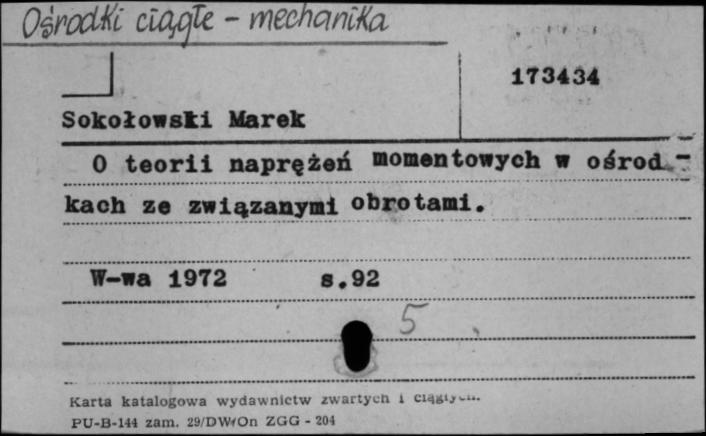 Ośrodki ciągłe - mechanika
173434
Sokołowski Marek
O teorii naprężeń momentowych w ośrod-
kach ze związanymi obrotami.
W-wa 1972 s.92
5
Karta katalogowa wydawnictw zwartych i
PU-B-144 zam. 29/DW/On ZGG - 204